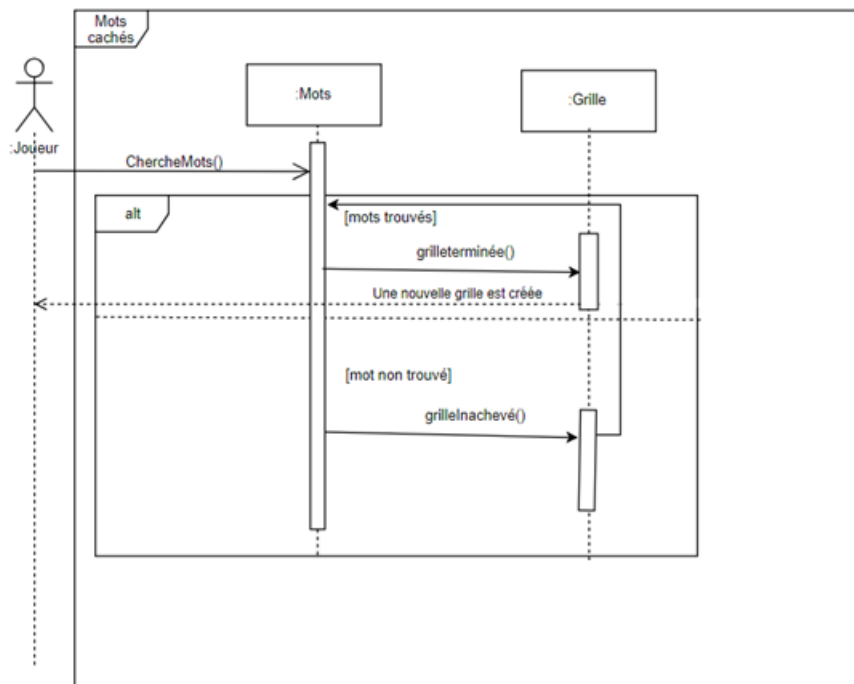 Mots
cachés
:Mots
:Grille
:Joueur
ChercheMots()
alt
[mots trouvés]
grilleterminée()
Une nouvelle grille est créée
[mot non trouvé]
grilleInachevé()